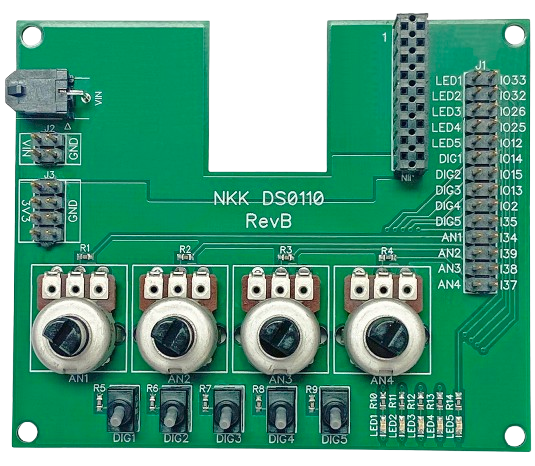 1
J1
LED1 IO33
LED2 IO32
LED3 IO26
LED4 IO25
LED5 IO12
DIG1 IO14
DIG2 IO15
DIG3 IO13
DIG4 IO2
DIG5 I35
AN1 I34
AN2 I39
AN3 I38
AN4 I37
VIN
J2
VIN GND
J3
3V3 GND
NKK DS0110
RevB
R1 R2 R3 R4
AN1 AN2 AN3 AN4
R5 R6 R7 R8 R9
DIG1 DIG2 DIG3 DIG4 DIG5
R10 R11 R12 R13 R14
LED1 LED2 LED3 LED4 LED5